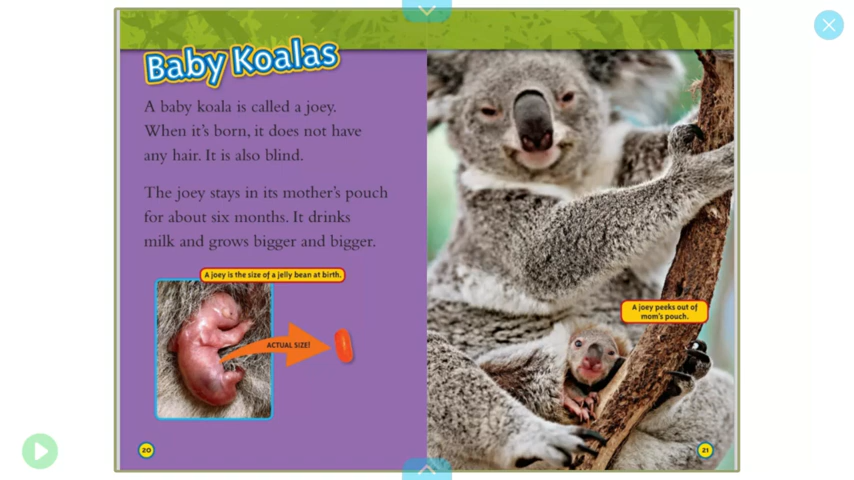 Baby Koalas
A baby koala is called a joey.
When it's born, it does not have
any hair. It is also blind.
The joey stays in its mother's pouch
for about six months. It drinks
milk and grows bigger and bigger.
A joey is the size of a jelly bean at birth.
ACTUAL SIZE!
20
A joey peeks out of
mom's pouch.
21